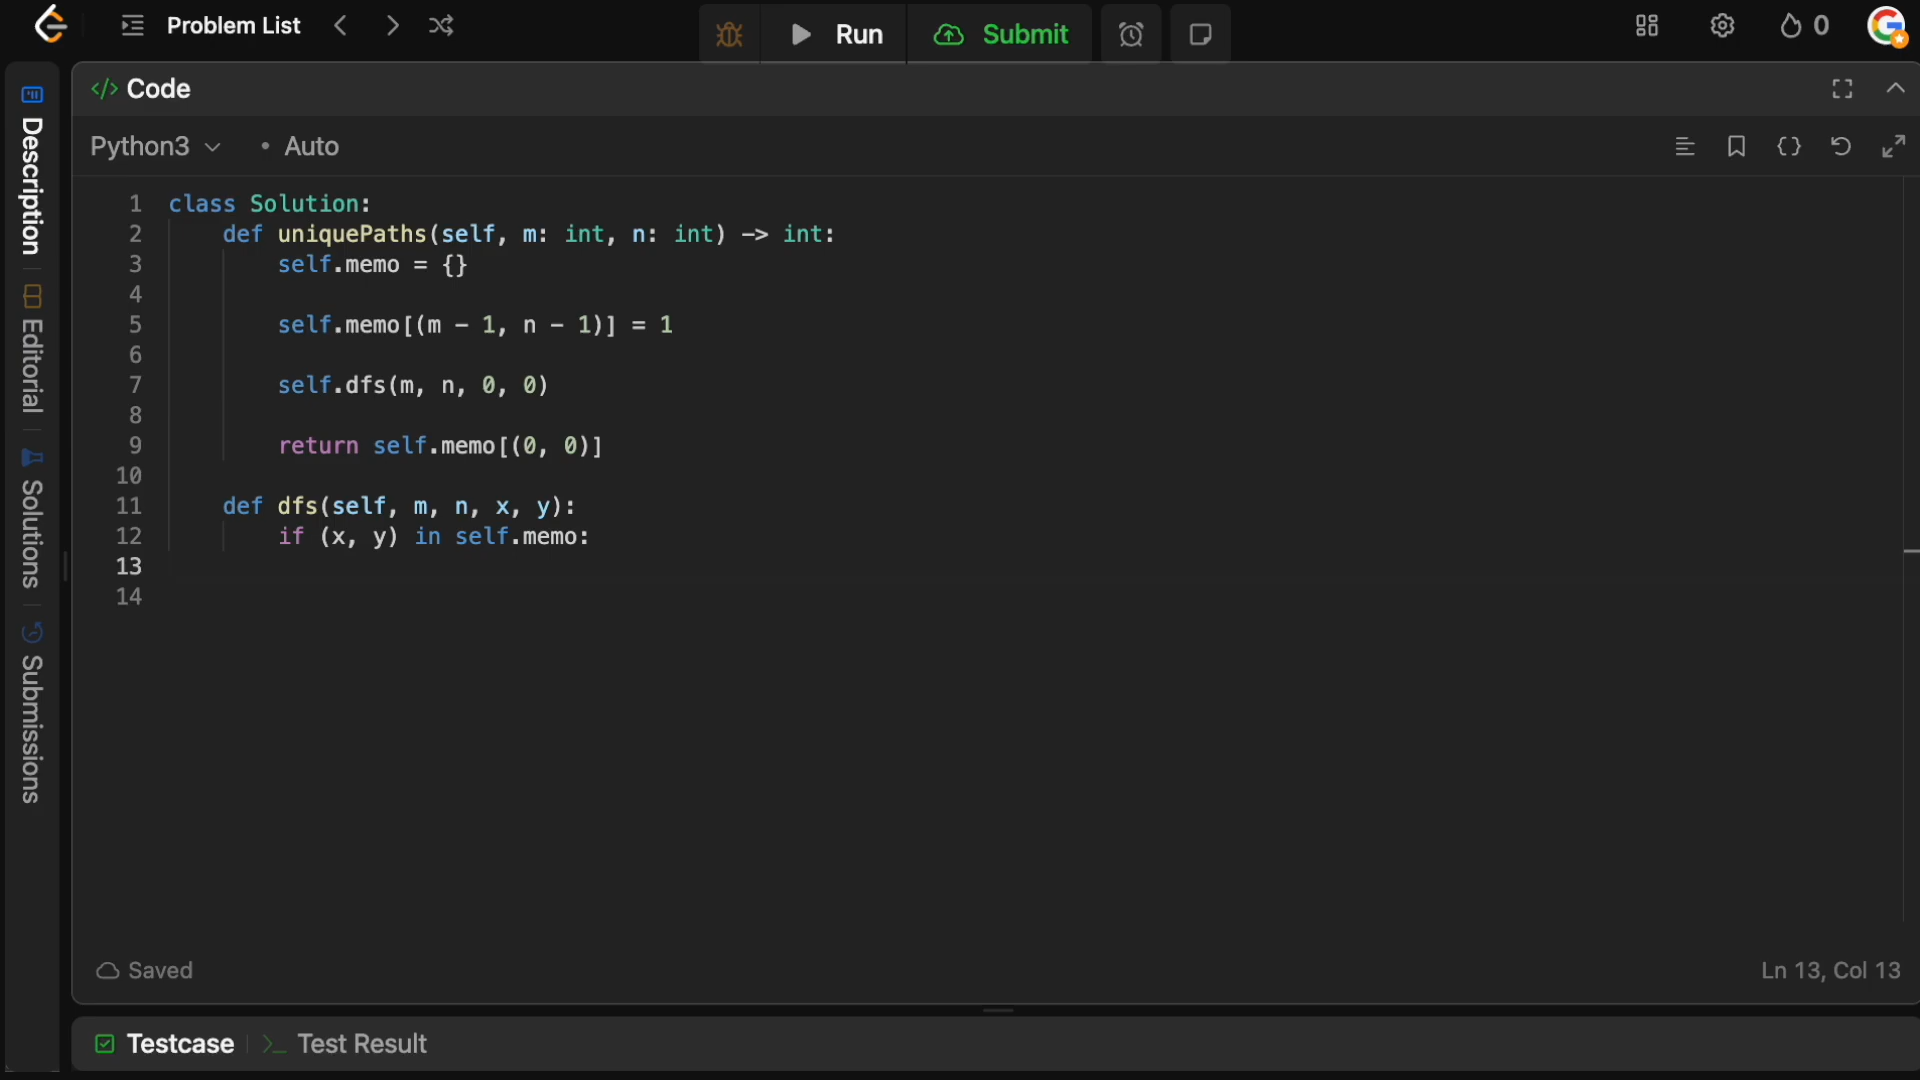 Problem List
Run
Submit
0
Description
Editorial
Solutions
Submissions
</> Code
Python3
• Auto
1 class Solution:
2     def uniquePaths(self, m: int, n: int) -> int:
3         self.memo = {}
4
5         self.memo[(m - 1, n - 1)] = 1
6
7         self.dfs(m, n, 0, 0)
8
9         return self.memo[(0, 0)]
10
11     def dfs(self, m, n, x, y):
12         if (x, y) in self.memo:
13
14
Saved
Ln 13, Col 13
Testcase
>_ Test Result